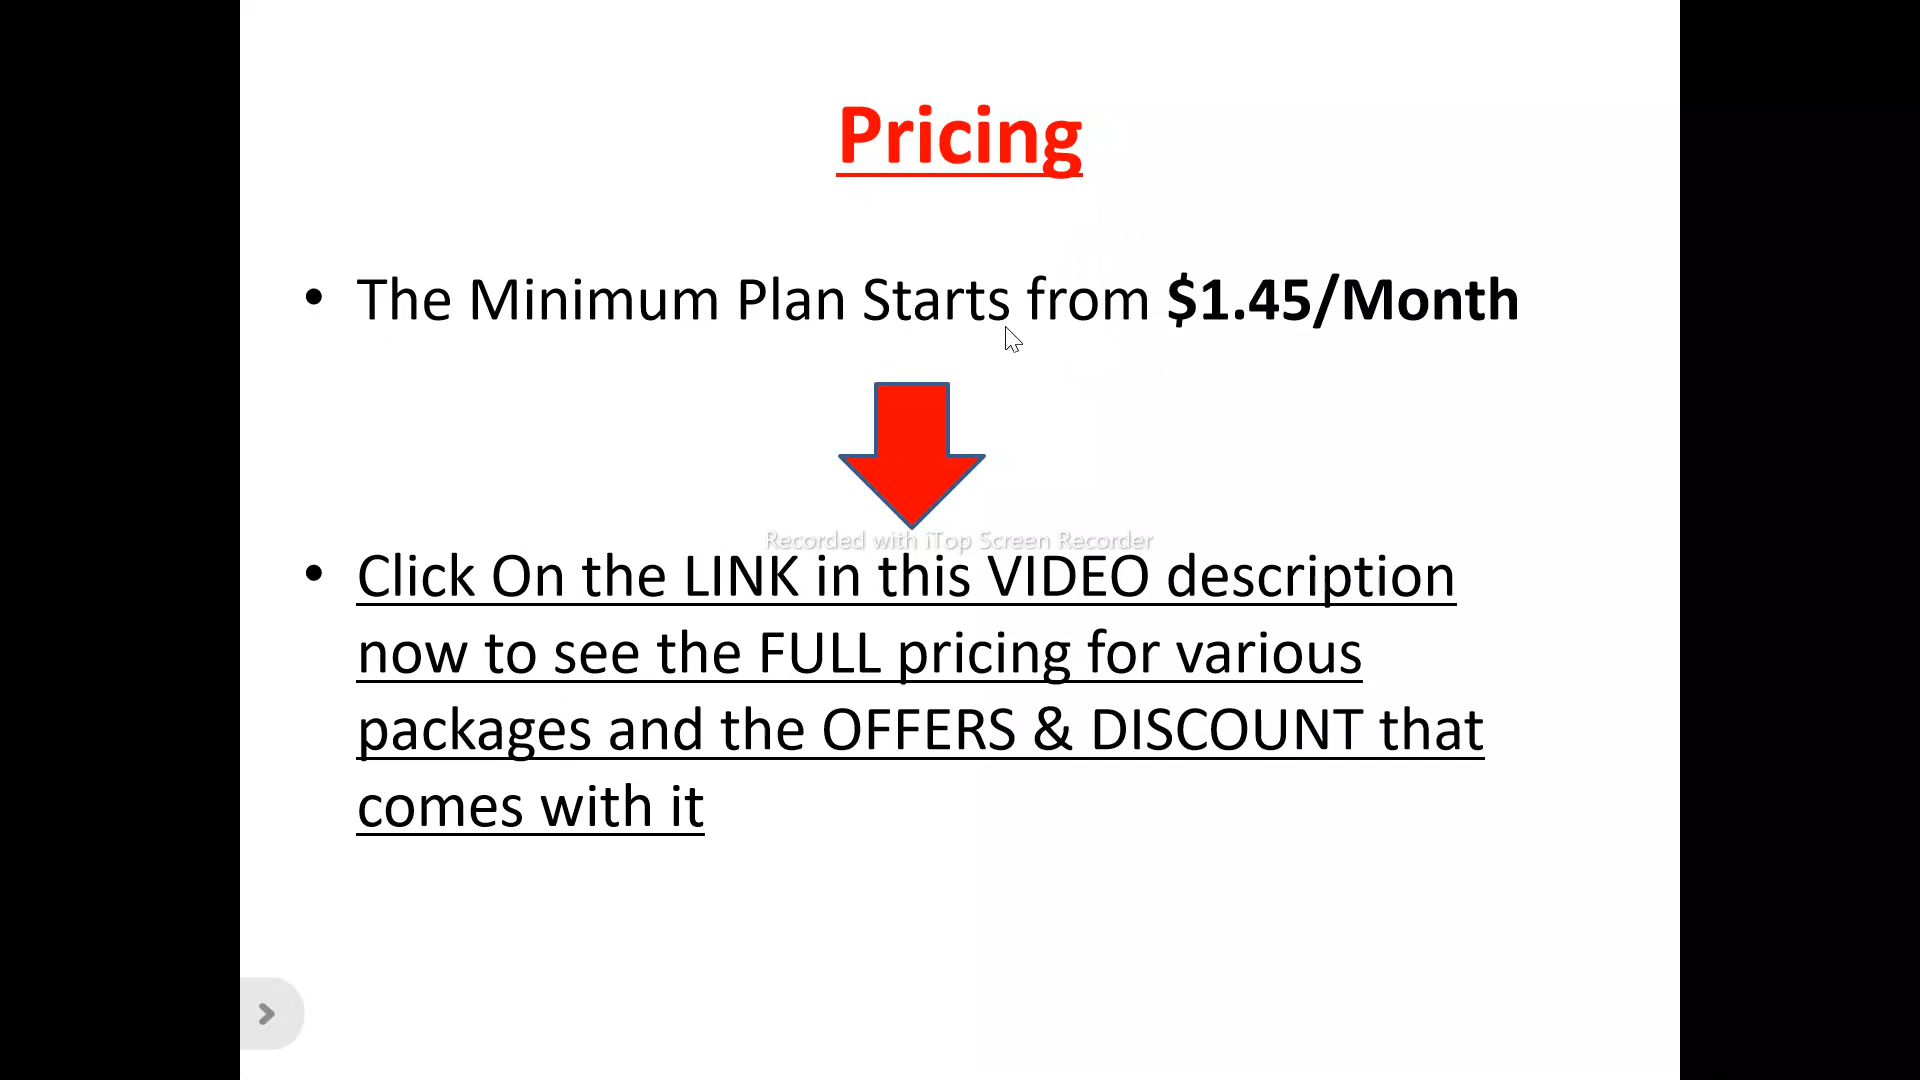 Pricing
• The Minimum Plan Starts from $1.45/Month
Recorded with iTop Screen Recorder
• Click On the LINK in this VIDEO description
now to see the FULL pricing for various
packages and the OFFERS & DISCOUNT that
comes with it